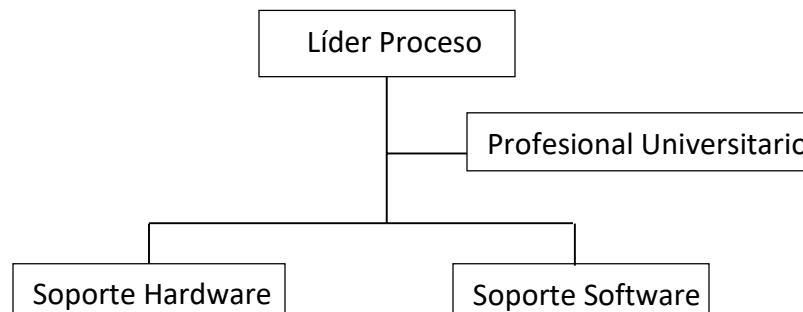 Líder Proceso
Profesional Universitario
Soporte Hardware
Soporte Software